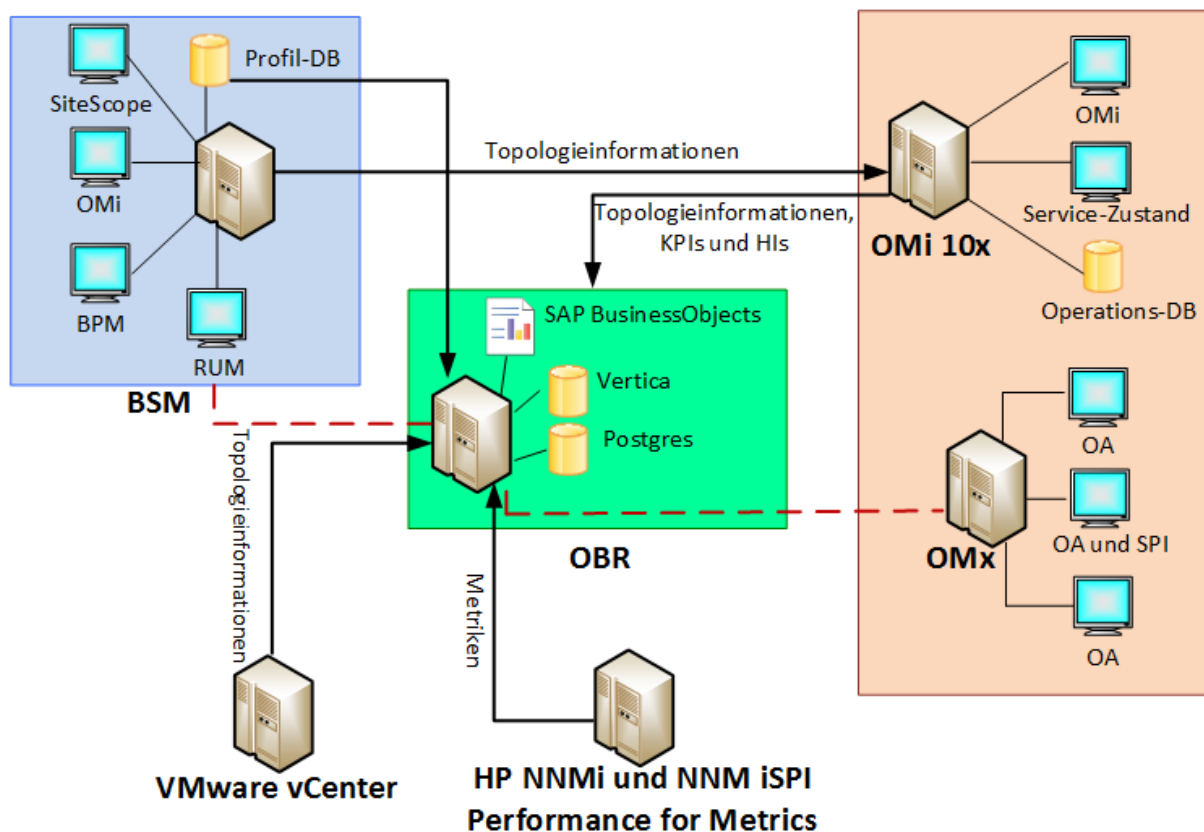 Profil-DB
SiteScope
OMi
BPM
RUM
BSM
Topologieinformationen
Topologieinformationen,
KPIs und HIs
OMi
Service-Zustand
OMi 10x
Operations-DB
SAP BusinessObjects
Vertica
Postgres
OBR
OA
OA und SPI
OMx
OA
Topologieinformationen
Metriken
VMware vCenter
HP NNMi und NNM iSPI
Performance for Metrics